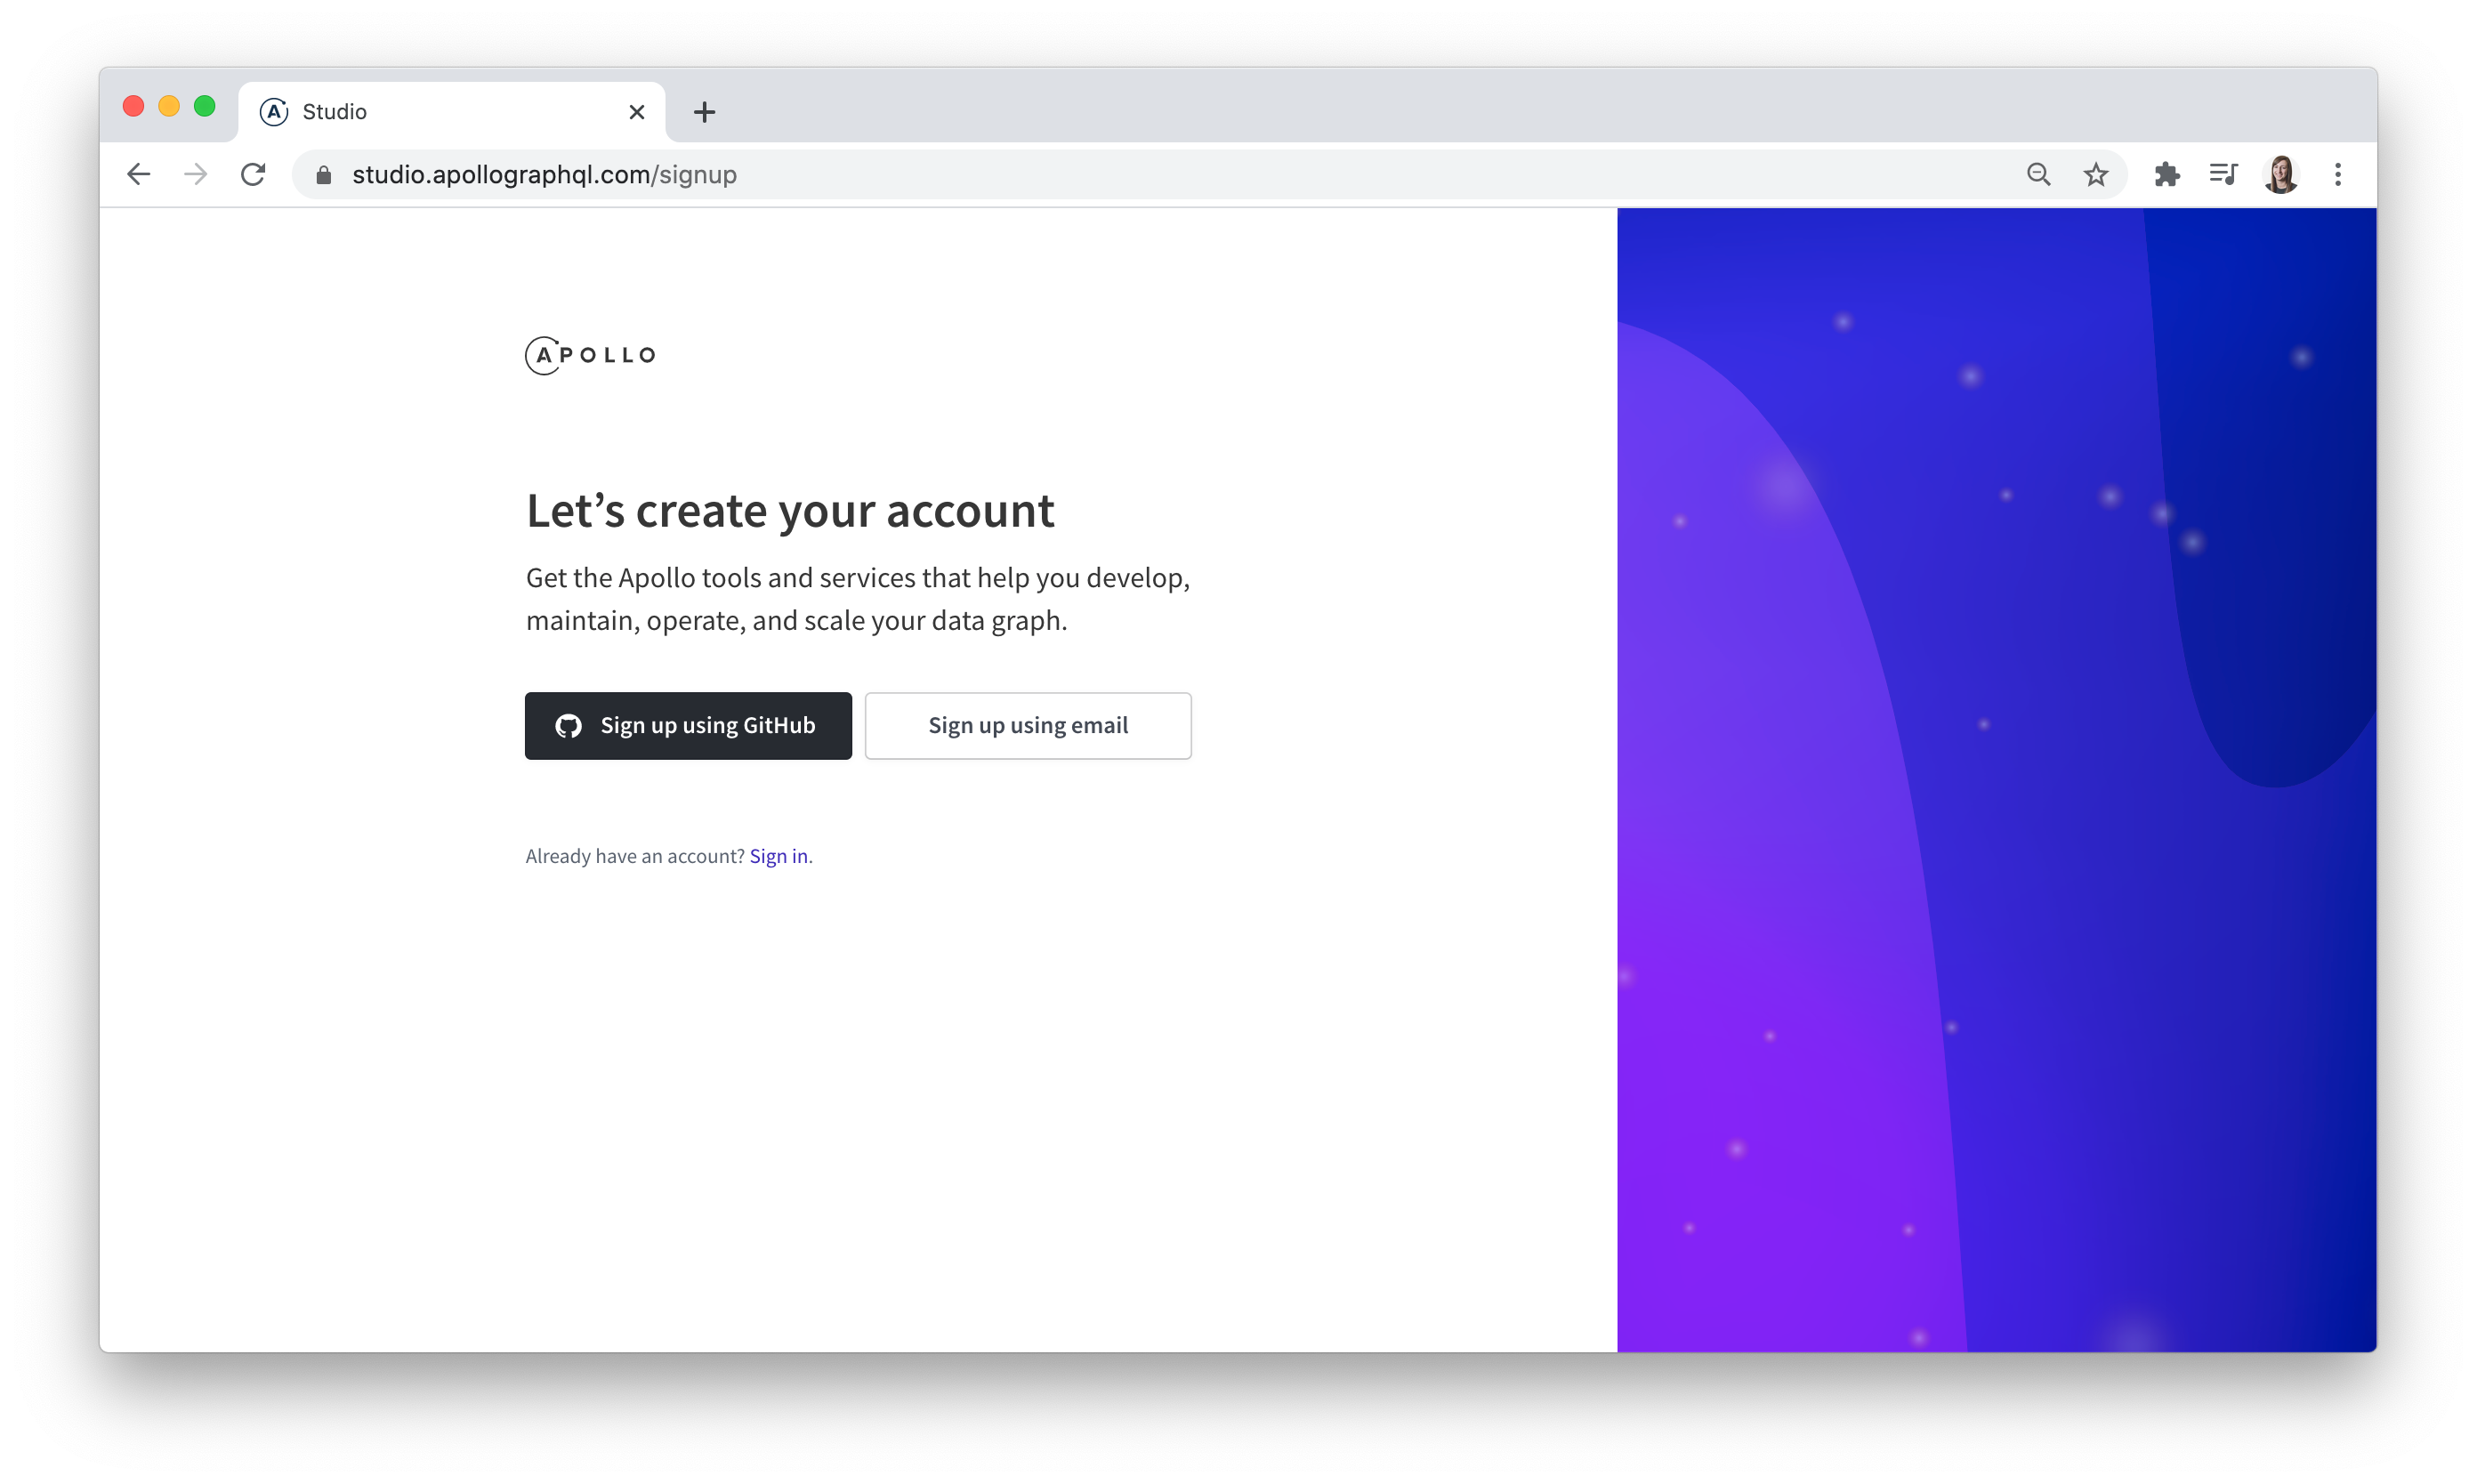 Studio
studio.apollographql.com/signup
APOLLO
Let’s create your account
Get the Apollo tools and services that help you develop,
maintain, operate, and scale your data graph.
Sign up using GitHub
Sign up using email
Already have an account? Sign in.